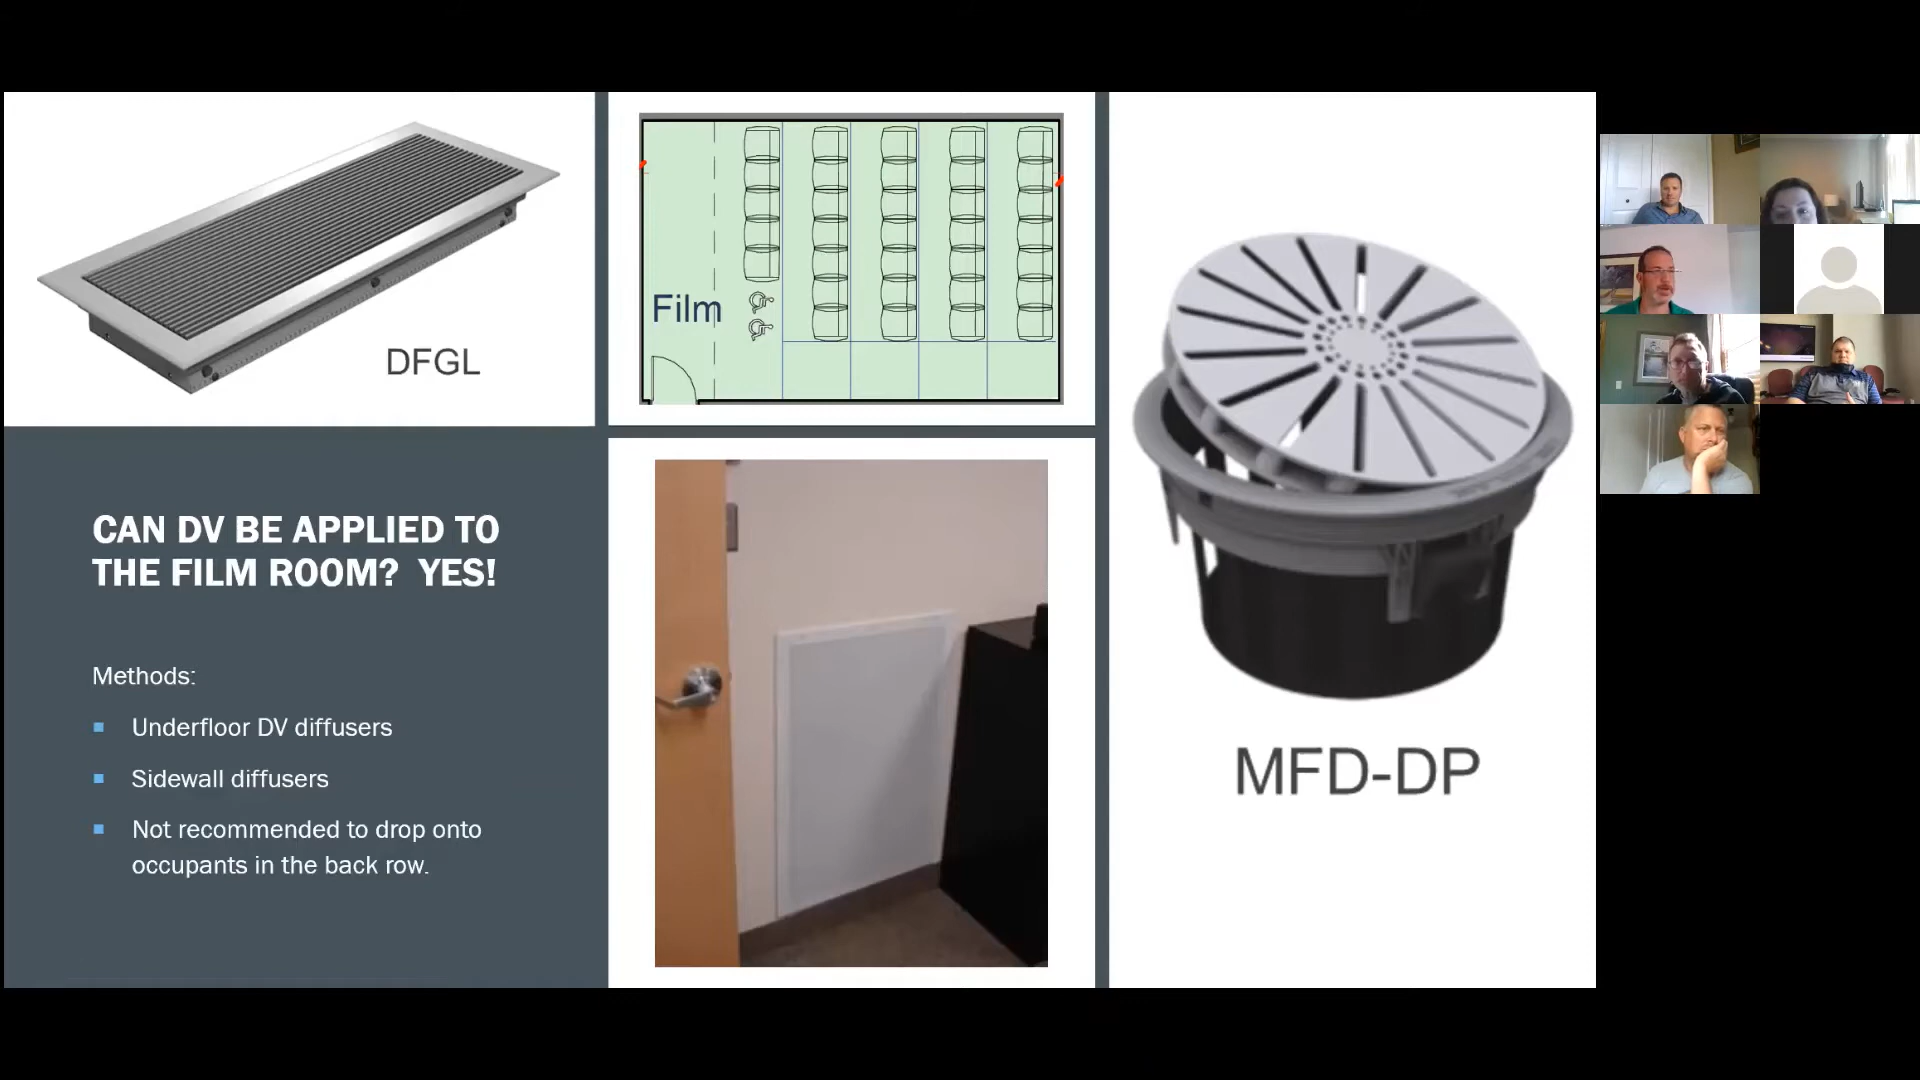 DFGL
Film
CAN DV BE APPLIED TO
THE FILM ROOM? YES!
Methods:
Underfloor DV diffusers
Sidewall diffusers
Not recommended to drop onto
occupants in the back row.
MFD-DP